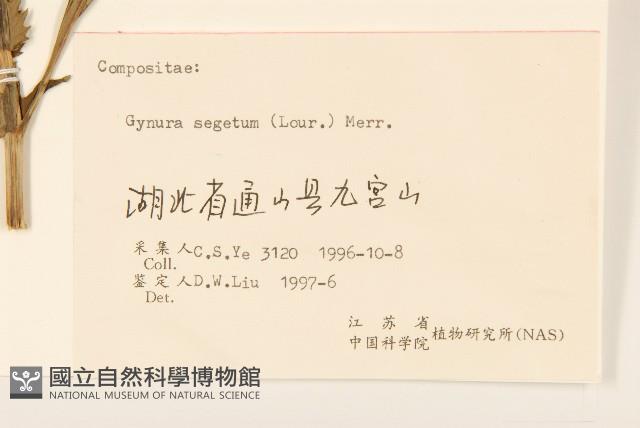 Compositae:
Gynura segetum (Lour.) Merr.
湖北省通山县九宫山
采集人C.S.Ye 3120 1996-10-8
Coll.
鉴定人D.W.Liu 1997-6
Det.
江苏省
中国科学院 植物研究所(NAS)
國立自然科學博物館
NATIONAL MUSEUM OF NATURAL SCIENCE